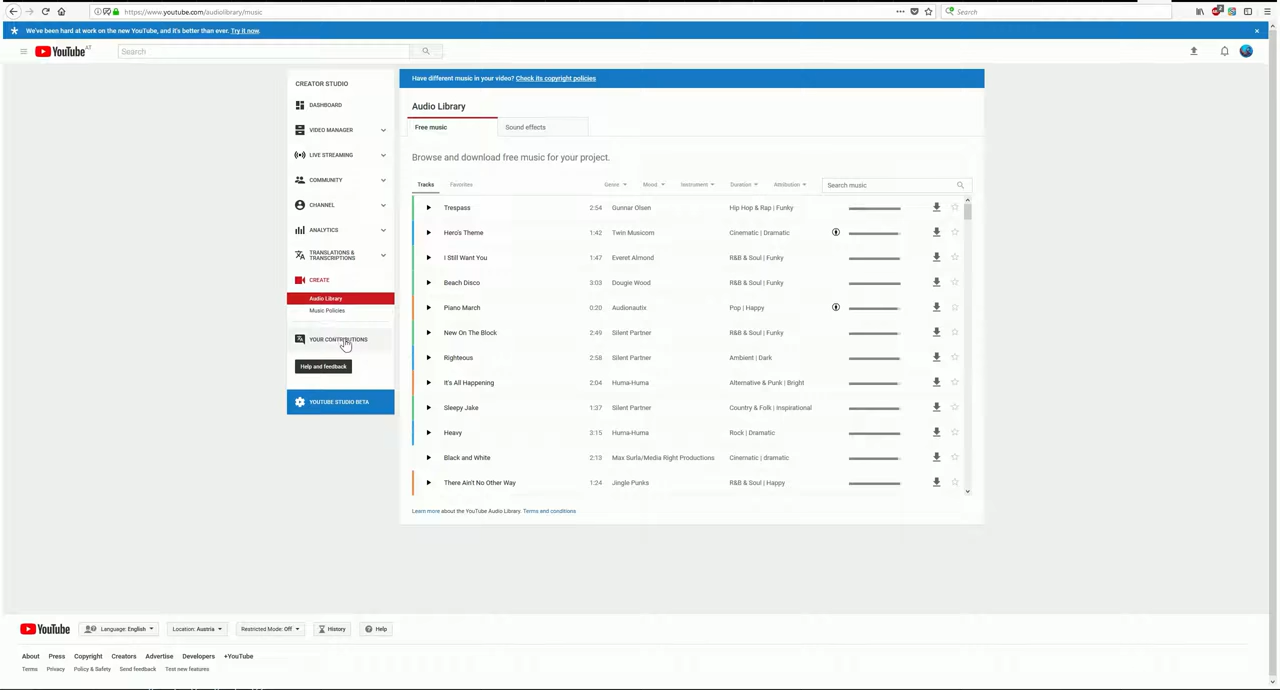 https://www.youtube.com/audiolibrary/music
Search
We've been hard at work on the new YouTube, and it's better than ever. Try it now.
YouTube AT
Search
CREATOR STUDIO
DASHBOARD
VIDEO MANAGER
LIVE STREAMING
COMMUNITY
CHANNEL
ANALYTICS
TRANSLATIONS &
TRANSCRIPTIONS
CREATE
Audio Library
Music Policies
YOUR CONTRIBUTIONS
Help and feedback
YOUTUBE STUDIO BETA
Have different music in your video? Check its copyright policies
Audio Library
Free music Sound effects
Browse and download free music for your project.
Tracks Favorites Genre Mood Instrument Duration Attribution Search music
Trespass 2:54 Gunnar Olsen Hip Hop & Rap | Funky
Hero's Theme 1:42 Twin Musicom Cinematic | Dramatic
I Still Want You 1:47 Everet Almond R&B & Soul | Funky
Beach Disco 3:03 Dougie Wood R&B & Soul | Funky
Piano March 0:20 Audionautix Pop | Happy
New On The Block 2:49 Silent Partner R&B & Soul | Funky
Righteous 2:58 Silent Partner Ambient | Dark
It's All Happening 2:04 Huma-Huma Alternative & Punk | Bright
Sleepy Jake 1:37 Silent Partner Country & Folk | Inspirational
Heavy 3:15 Huma-Huma Rock | Dramatic
Black and White 2:13 Max Surla/Media Right Productions Cinematic | dramatic
There Ain't No Other Way 1:24 Jingle Punks R&B & Soul | Happy
Learn more about the YouTube Audio Library. Terms and conditions
YouTube Language: English Location: Austria Restricted Mode: Off History Help
About Press Copyright Creators Advertise Developers +YouTube
Terms Privacy Policy & Safety Send feedback Test new features